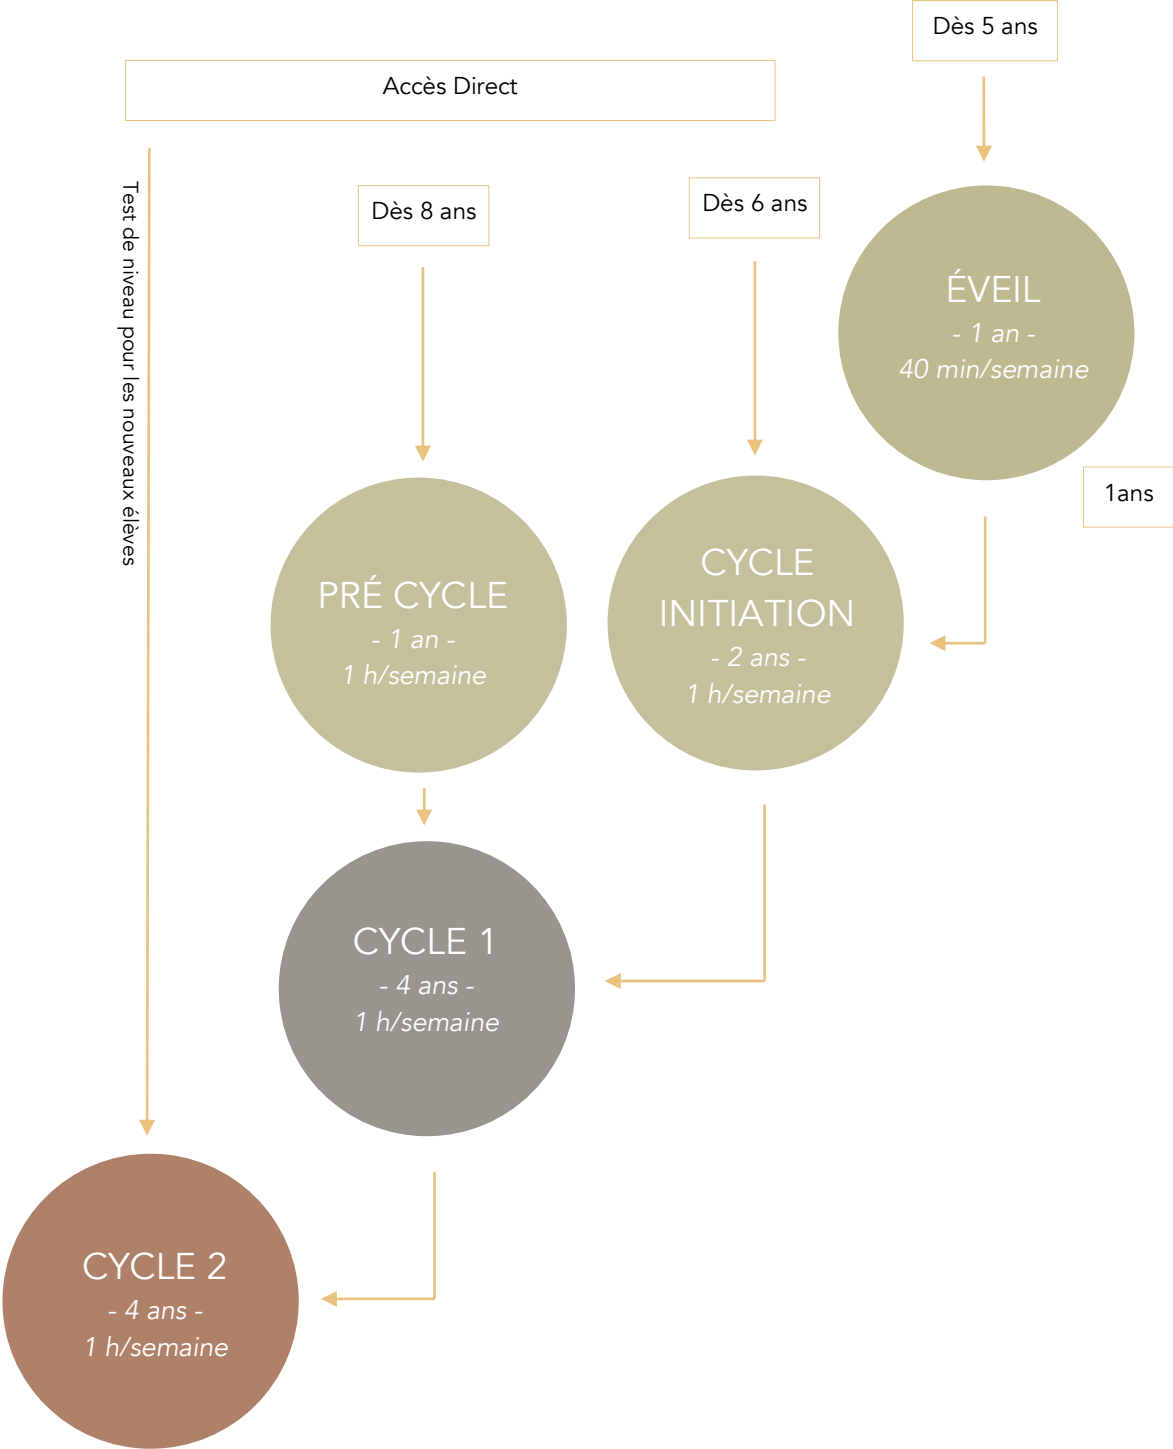 Dès 5 ans
Accès Direct
Test de niveau pour les nouveaux élèves
Dès 8 ans
Dès 6 ans
ÉVEIL
- 1 an -
40 min/semaine
1ans
PRÉ CYCLE
- 1 an -
1 h/semaine
CYCLE
INITIATION
- 2 ans -
1 h/semaine
CYCLE 1
- 4 ans -
1 h/semaine
CYCLE 2
- 4 ans -
1 h/semaine